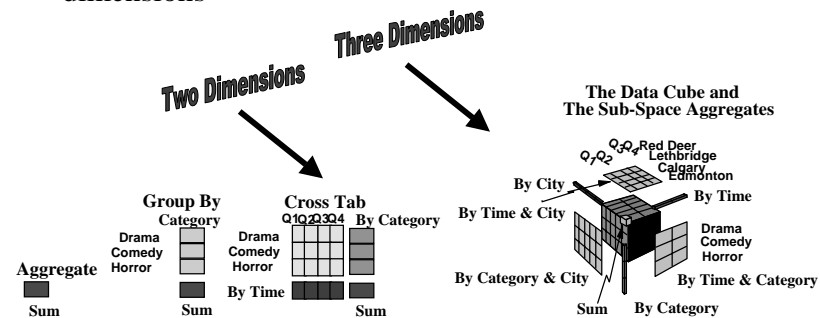 dimensions
Three Dimensions
Two Dimensions
The Data Cube and
The Sub-Space Aggregates
Q1Q2Q3Q4
Red Deer
Lethbridge
Calgary
Edmonton
By City
By Time
By Time & City
Drama
Comedy
Horror
By Category & City
By Time & Category
Sum
By Category
Group By
Category
Drama
Comedy
Horror
Sum
Cross Tab
Q1Q2Q3Q4
By Category
Drama
Comedy
Horror
By Time
Sum
Aggregate
Sum